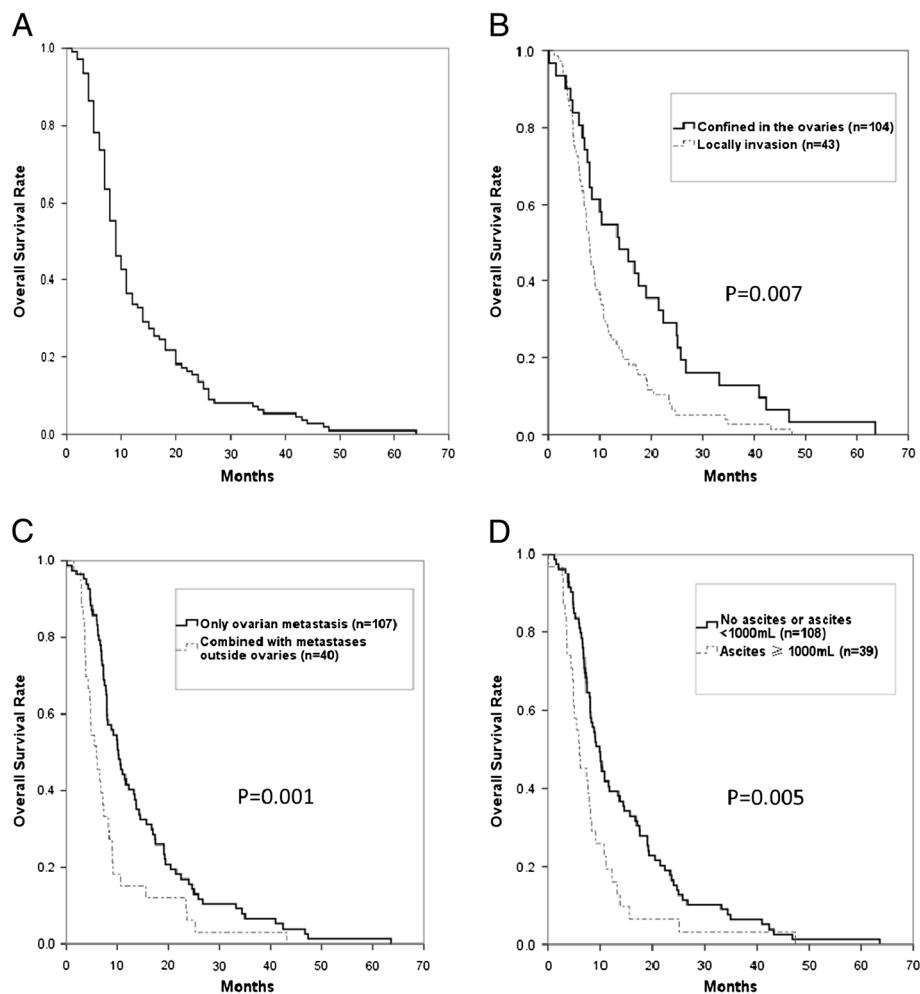 A
1.0
0.8
0.6
0.4
0.2
0.0
Overall Survival Rate
0 10 20 30 40 50 60 70
Months
B
1.0
0.8
0.6
0.4
0.2
0.0
Overall Survival Rate
Confined in the ovaries (n=104)
Locally invasion (n=43)
P=0.007
0 10 20 30 40 50 60 70
Months
C
1.0
0.8
0.6
0.4
0.2
0.0
Overall Survival Rate
Only ovarian metastasis (n=107)
Combined with metastases
outside ovaries (n=40)
P=0.001
0 10 20 30 40 50 60 70
Months
D
1.0
0.8
0.6
0.4
0.2
0.0
Overall Survival Rate
No ascites or ascites
<1000mL (n=108)
Ascites ⩾ 1000mL (n=39)
P=0.005
0 10 20 30 40 50 60 70
Months